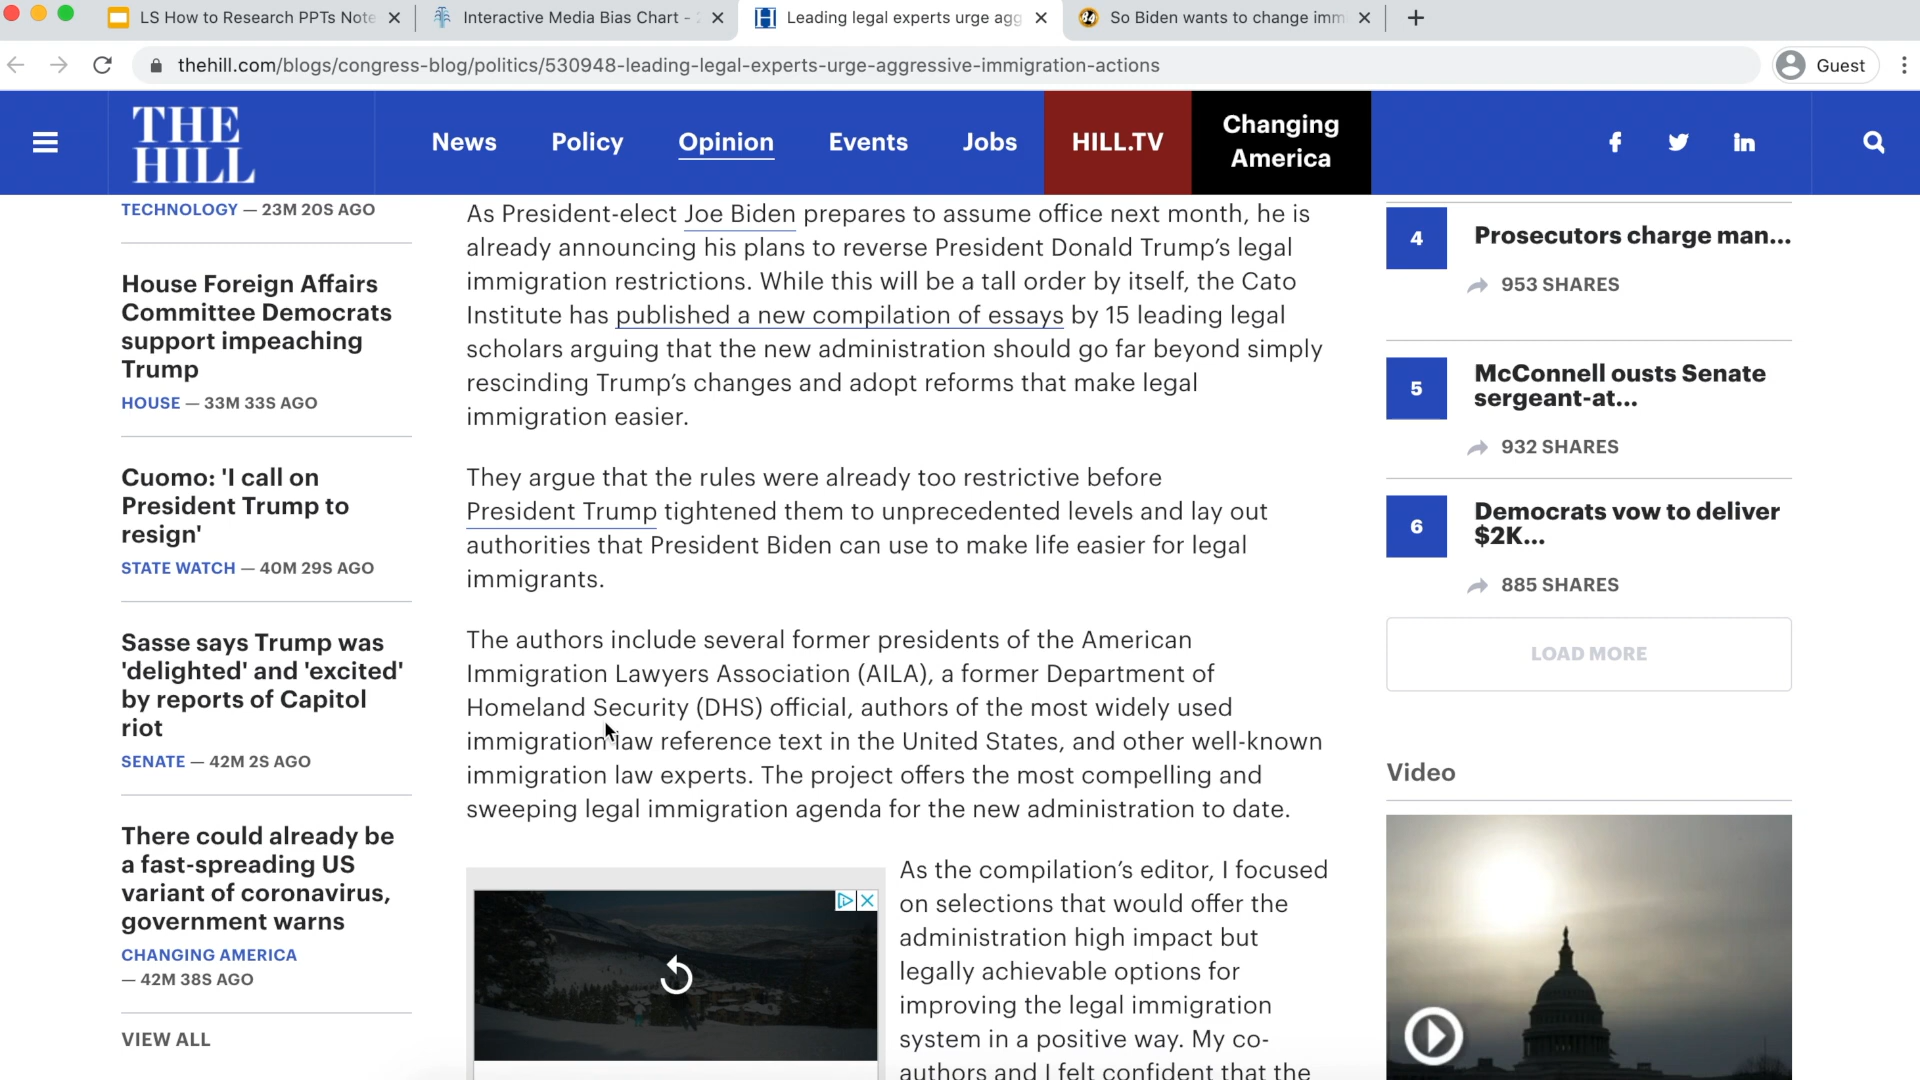 LS How to Research PPTs Note
Interactive Media Bias Chart -
Leading legal experts urge agg
So Biden wants to change imm
thehill.com/blogs/congress-blog/politics/530948-leading-legal-experts-urge-aggressive-immigration-actions
Guest
THE
HILL
News
Policy
Opinion
Events
Jobs
HILL.TV
Changing
America
TECHNOLOGY — 23M 20S AGO
House Foreign Affairs
Committee Democrats
support impeaching
Trump
HOUSE — 33M 33S AGO
Cuomo: 'I call on
President Trump to
resign'
STATE WATCH — 40M 29S AGO
Sasse says Trump was
'delighted' and 'excited'
by reports of Capitol
riot
SENATE — 42M 2S AGO
There could already be
a fast-spreading US
variant of coronavirus,
government warns
CHANGING AMERICA
— 42M 38S AGO
VIEW ALL
As President-elect Joe Biden prepares to assume office next month, he is
already announcing his plans to reverse President Donald Trump’s legal
immigration restrictions. While this will be a tall order by itself, the Cato
Institute has published a new compilation of essays by 15 leading legal
scholars arguing that the new administration should go far beyond simply
rescinding Trump’s changes and adopt reforms that make legal
immigration easier.
They argue that the rules were already too restrictive before
President Trump tightened them to unprecedented levels and lay out
authorities that President Biden can use to make life easier for legal
immigrants.
The authors include several former presidents of the American
Immigration Lawyers Association (AILA), a former Department of
Homeland Security (DHS) official, authors of the most widely used
immigration law reference text in the United States, and other well-known
immigration law experts. The project offers the most compelling and
sweeping legal immigration agenda for the new administration to date.
As the compilation’s editor, I focused
on selections that would offer the
administration high impact but
legally achievable options for
improving the legal immigration
system in a positive way. My co-
authors and I felt confident that the
4
Prosecutors charge man...
953 SHARES
5
McConnell ousts Senate
sergeant-at...
932 SHARES
6
Democrats vow to deliver
$2K...
885 SHARES
LOAD MORE
Video